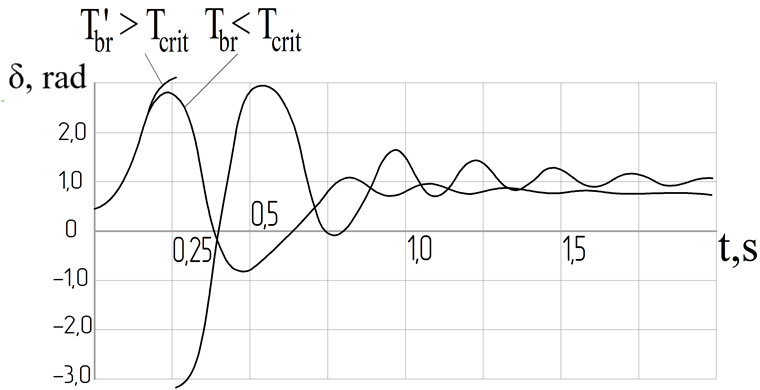 T'br > Tcrit Tbr < Tcrit
δ, rad
2,0
1,0
0,5
0
0,25 1,0 1,5 t,s
−1,0
−2,0
−3,0